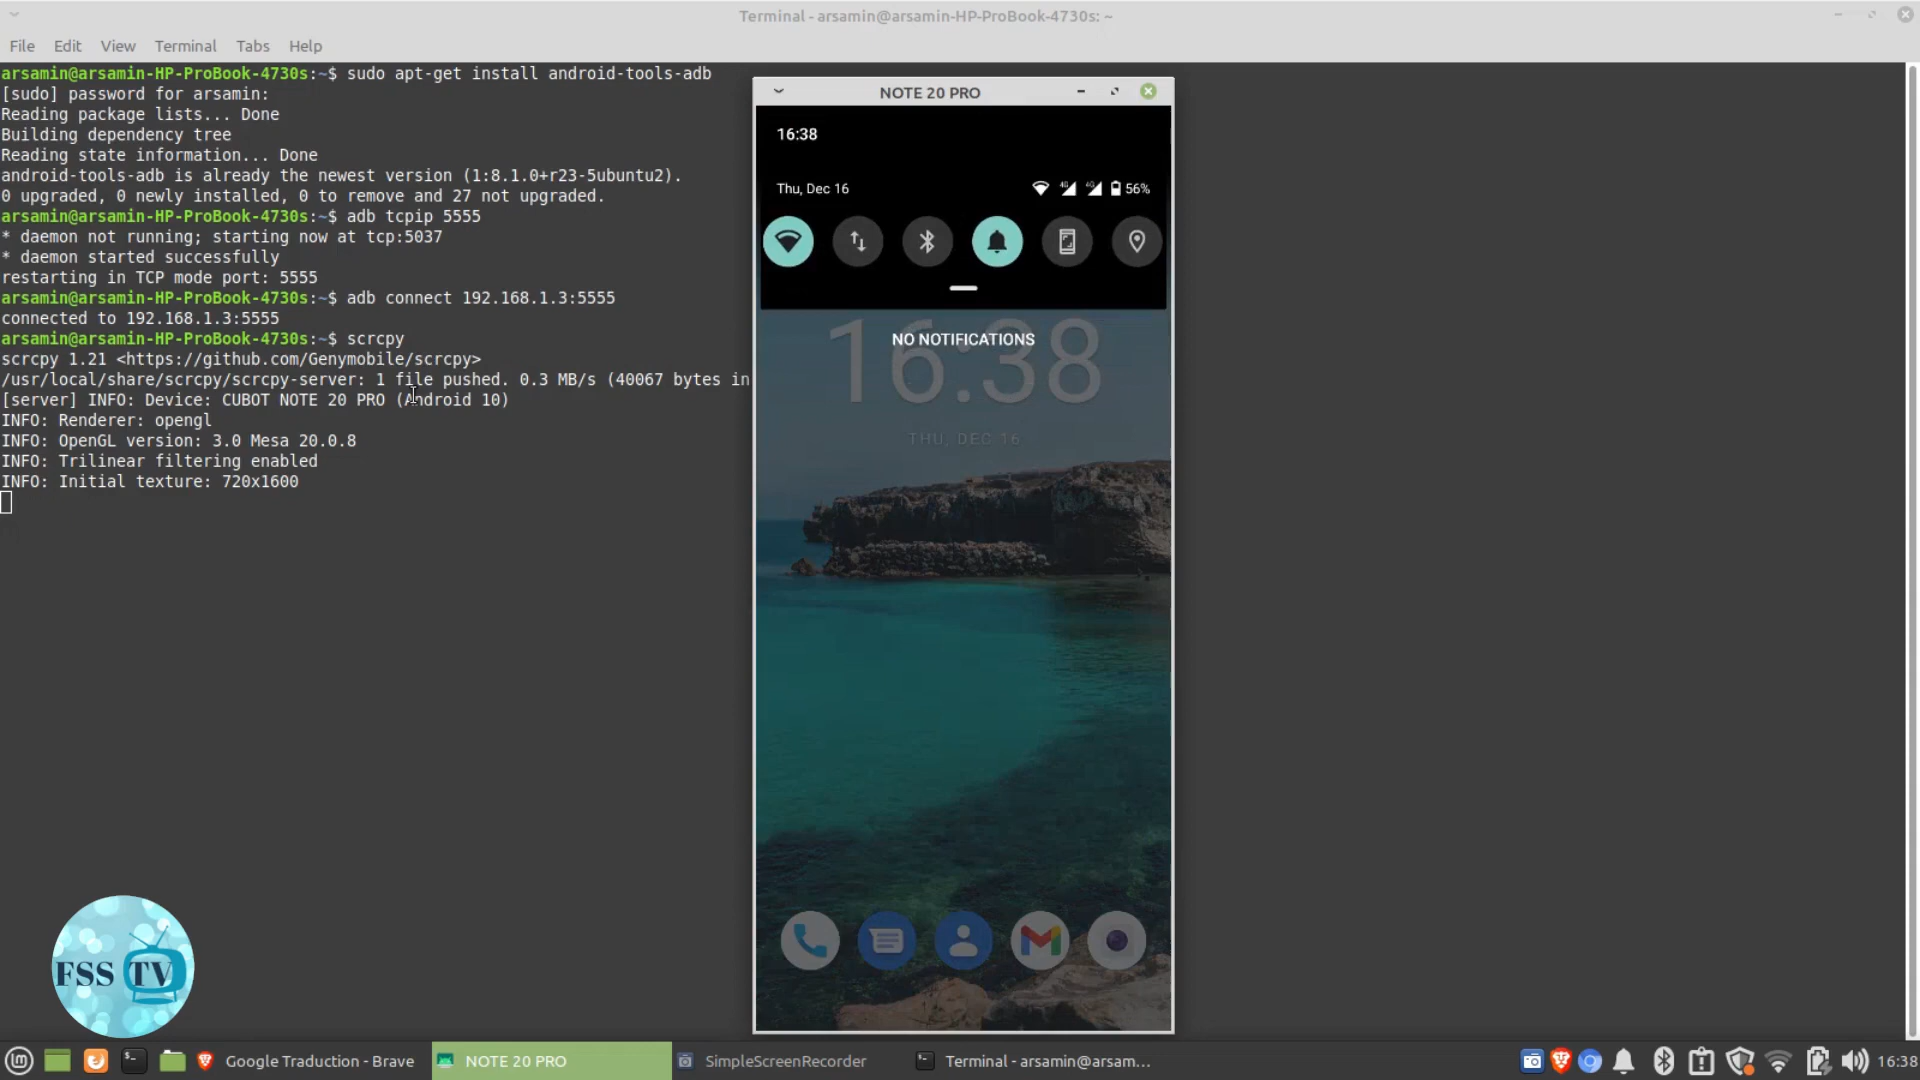 Terminal - arsamin@arsamin-HP-ProBook-4730s: ~
File Edit View Terminal Tabs Help
arsamin@arsamin-HP-ProBook-4730s:~$ sudo apt-get install android-tools-adb
[sudo] password for arsamin:
Reading package lists... Done
Building dependency tree
Reading state information... Done
android-tools-adb is already the newest version (1:8.1.0+r23-5ubuntu2).
0 upgraded, 0 newly installed, 0 to remove and 27 not upgraded.
arsamin@arsamin-HP-ProBook-4730s:~$ adb tcpip 5555
* daemon not running; starting now at tcp:5037
* daemon started successfully
restarting in TCP mode port: 5555
arsamin@arsamin-HP-ProBook-4730s:~$ adb connect 192.168.1.3:5555
connected to 192.168.1.3:5555
arsamin@arsamin-HP-ProBook-4730s:~$ scrcpy
scrcpy 1.21 <https://github.com/Genymobile/scrcpy>
/usr/local/share/scrcpy/scrcpy-server: 1 file pushed. 0.3 MB/s (40067 bytes in
[server] INFO: Device: CUBOT NOTE 20 PRO (Android 10)
INFO: Renderer: opengl
INFO: OpenGL version: 3.0 Mesa 20.0.8
INFO: Trilinear filtering enabled
INFO: Initial texture: 720x1600
NOTE 20 PRO
16:38
Thu, Dec 16
4G 4G 56%
16:38
NO NOTIFICATIONS
THU, DEC 16
FSS TV
Google Traduction - Brave
NOTE 20 PRO
SimpleScreenRecorder
Terminal - arsamin@arsam...
16:38